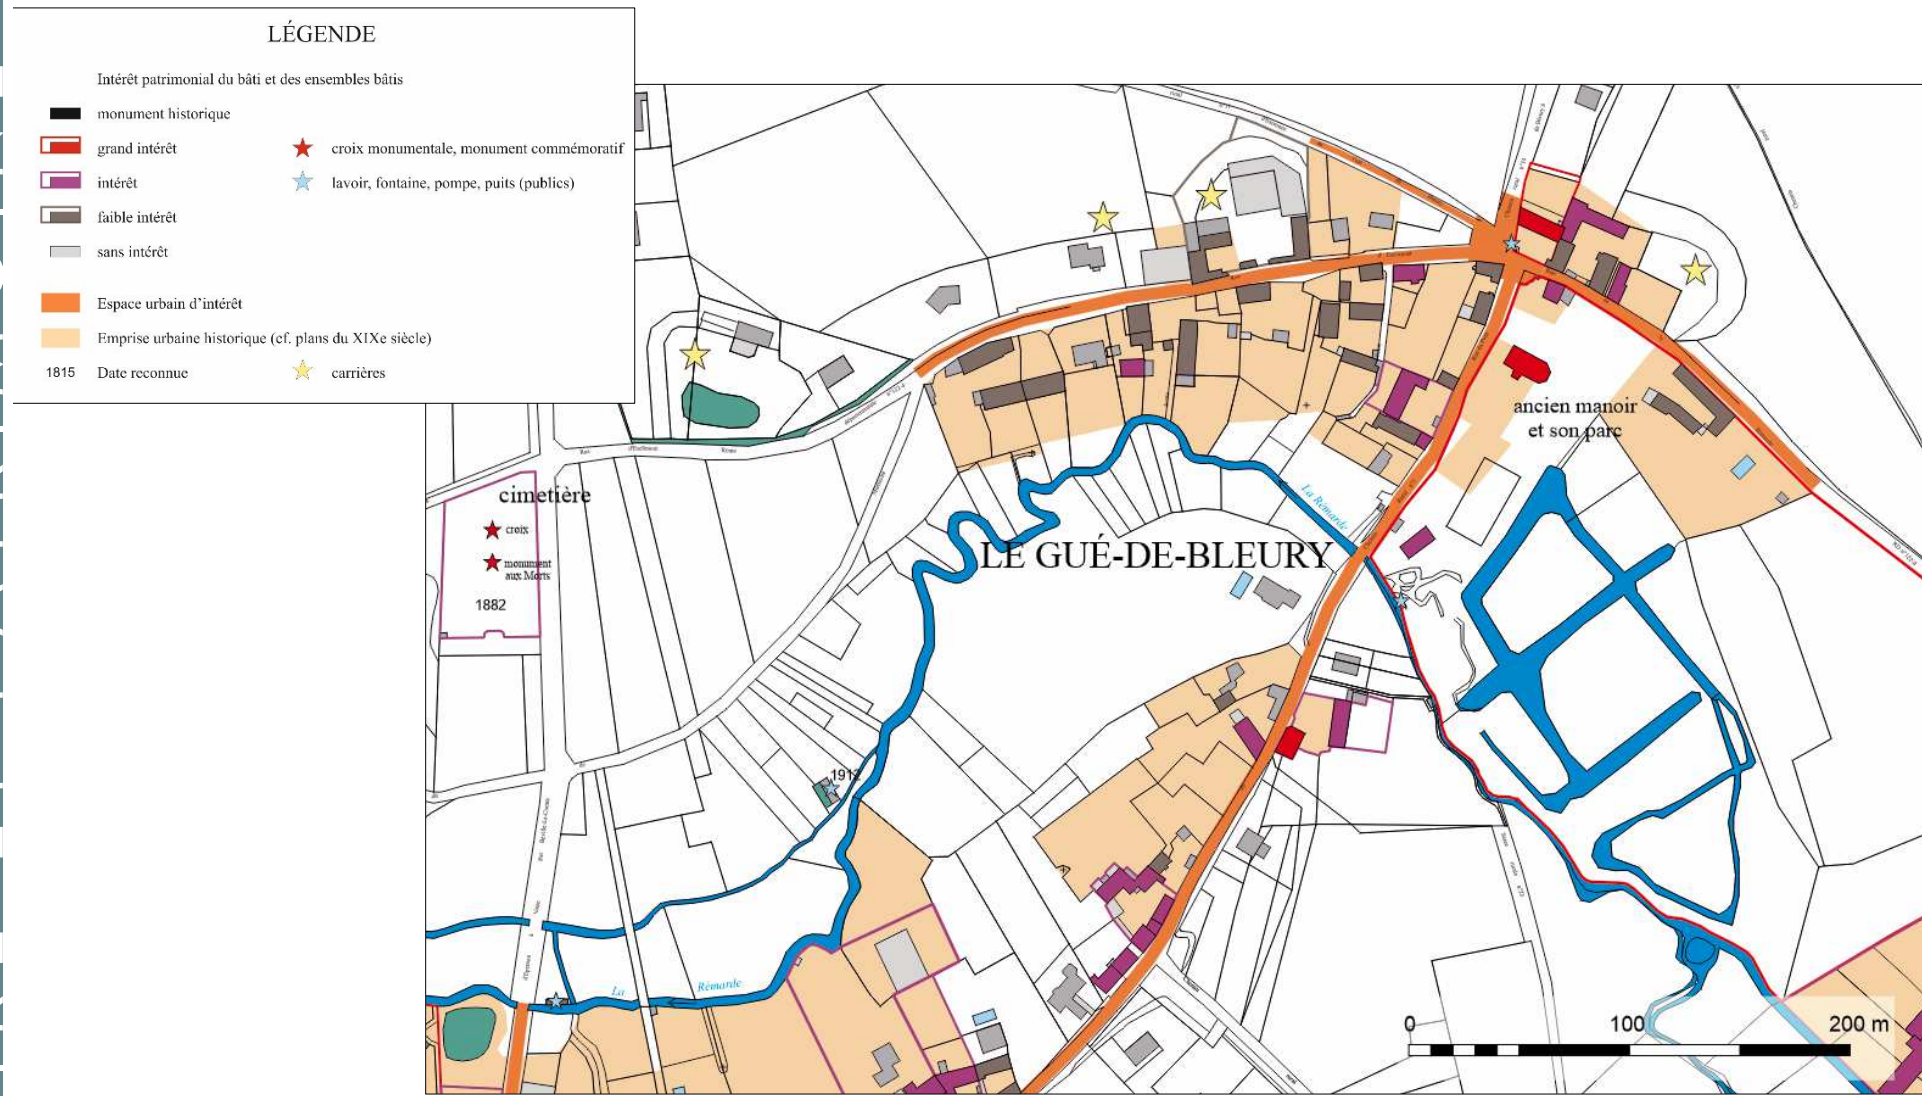 LÉGENDE
Intérêt patrimonial du bâti et des ensembles bâtis
monument historique
grand intérêt
croix monumentale, monument commémoratif
intérêt
lavoir, fontaine, pompe, puits (publics)
faible intérêt
sans intérêt
Espace urbain d'intérêt
Emprise urbaine historique (cf. plans du XIXe siècle)
1815 Date reconnue
carrières
ancien manoir
et son parc
cimetière
croix
monument
aux Morts
1882
La Rémarde
LE GUÉ-DE-BLEURY
1912
La Rémarde
0 100 200 m